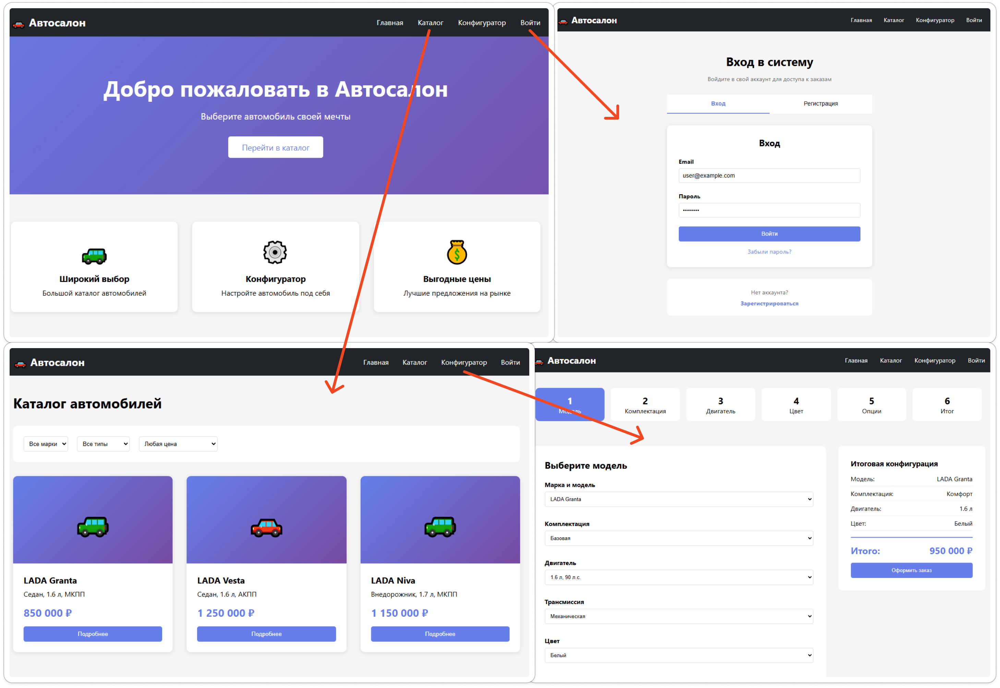 Автосалон
Главная Каталог Конфигуратор Войти
Добро пожаловать в Автосалон
Выберите автомобиль своей мечты
Перейти в каталог
Широкий выбор
Большой каталог автомобилей
Конфигуратор
Настройте автомобиль под себя
Выгодные цены
Лучшие предложения на рынке
Автосалон
Главная Каталог Конфигуратор Войти
Вход в систему
Войдите в свой аккаунт для доступа к заказам
Вход Регистрация
Вход
Email
user@example.com
Пароль
••••••••
Войти
Забыли пароль?
Нет аккаунта?
Зарегистрироваться
Автосалон
Главная Каталог Конфигуратор Войти
Каталог автомобилей
Все марки Все типы Любая цена
LADA Granta
Седан, 1.6 л, МКПП
850 000 ₽
Подробнее
LADA Vesta
Седан, 1.6 л, АКПП
1 250 000 ₽
Подробнее
LADA Niva
Внедорожник, 1.7 л, МКПП
1 150 000 ₽
Подробнее
Автосалон
Главная Каталог Конфигуратор Войти
1
Модель
2
Комплектация
3
Двигатель
4
Цвет
5
Опции
6
Итог
Выберите модель
Марка и модель
LADA Granta
Комплектация
Базовая
Двигатель
1.6 л, 90 л.с.
Трансмиссия
Механическая
Цвет
Белый
Итоговая конфигурация
Модель: LADA Granta
Комплектация: Комфорт
Двигатель: 1.6 л
Цвет: Белый
Итого: 950 000 ₽
Оформить заказ